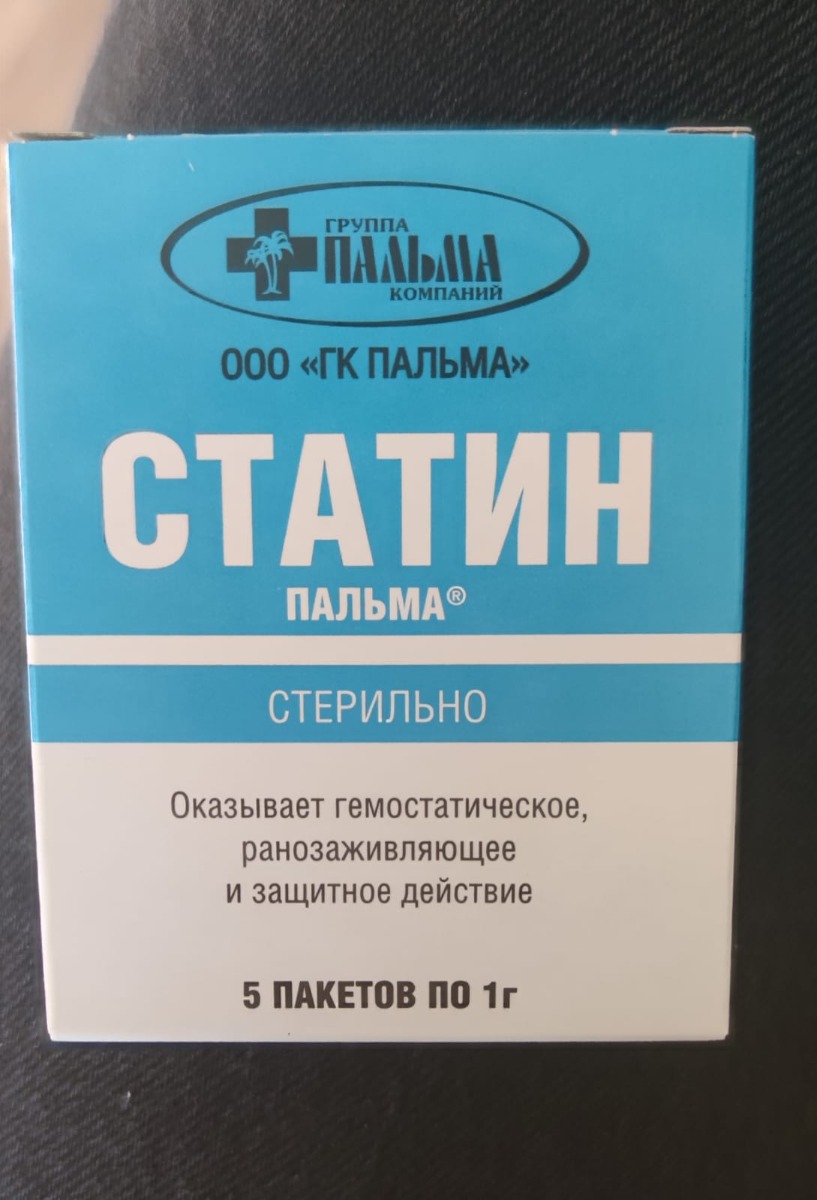 ГРУППА
ПАЛЬМА
КОМПАНИЙ
ООО «ГК ПАЛЬМА»
СТАТИН
ПАЛЬМА®
СТЕРИЛЬНО
Оказывает гемостатическое,
ранозаживляющее
и защитное действие
5 ПАКЕТОВ ПО 1г